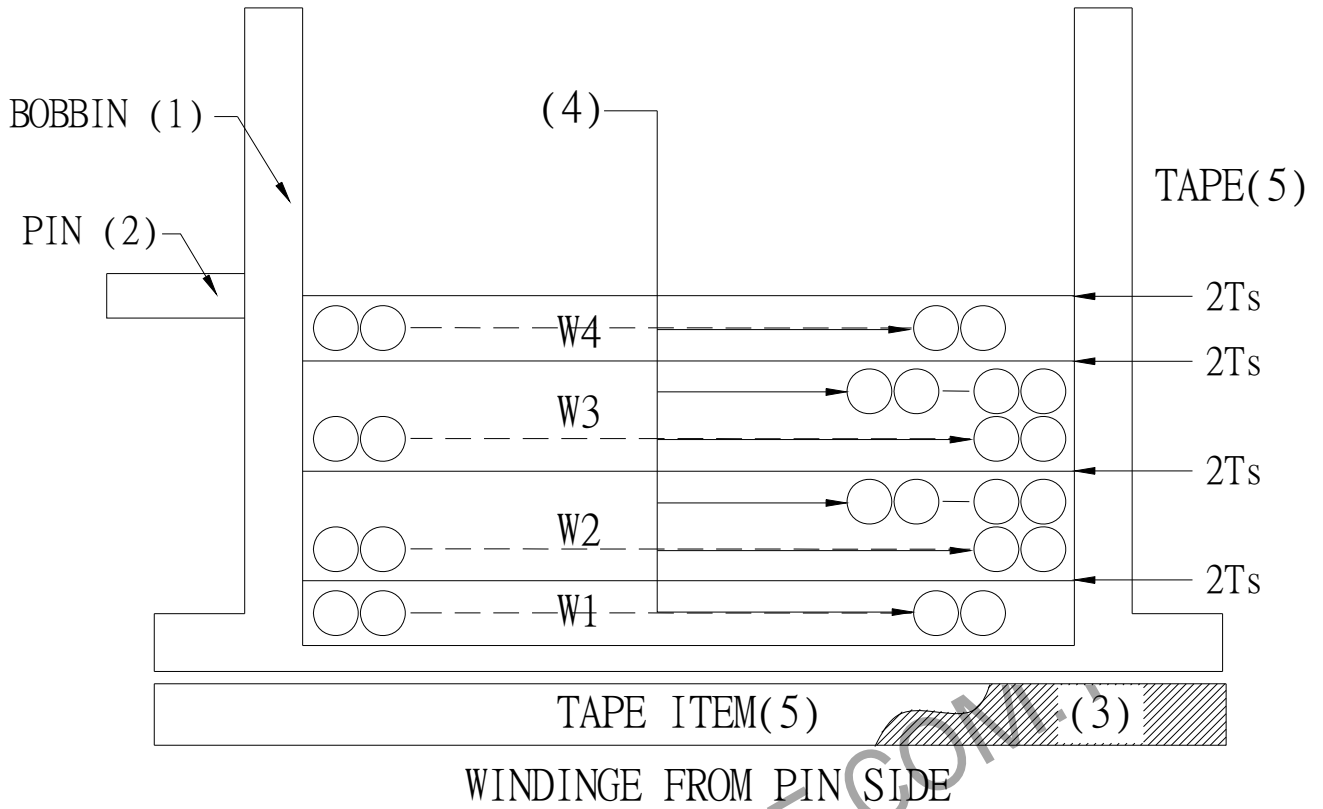 BOBBIN (1)
(4)
TAPE(5)
PIN (2)
2Ts
W4
2Ts
W3
2Ts
W2
2Ts
W1
TAPE ITEM(5)
(3)
WINDINGE FROM PIN SIDE